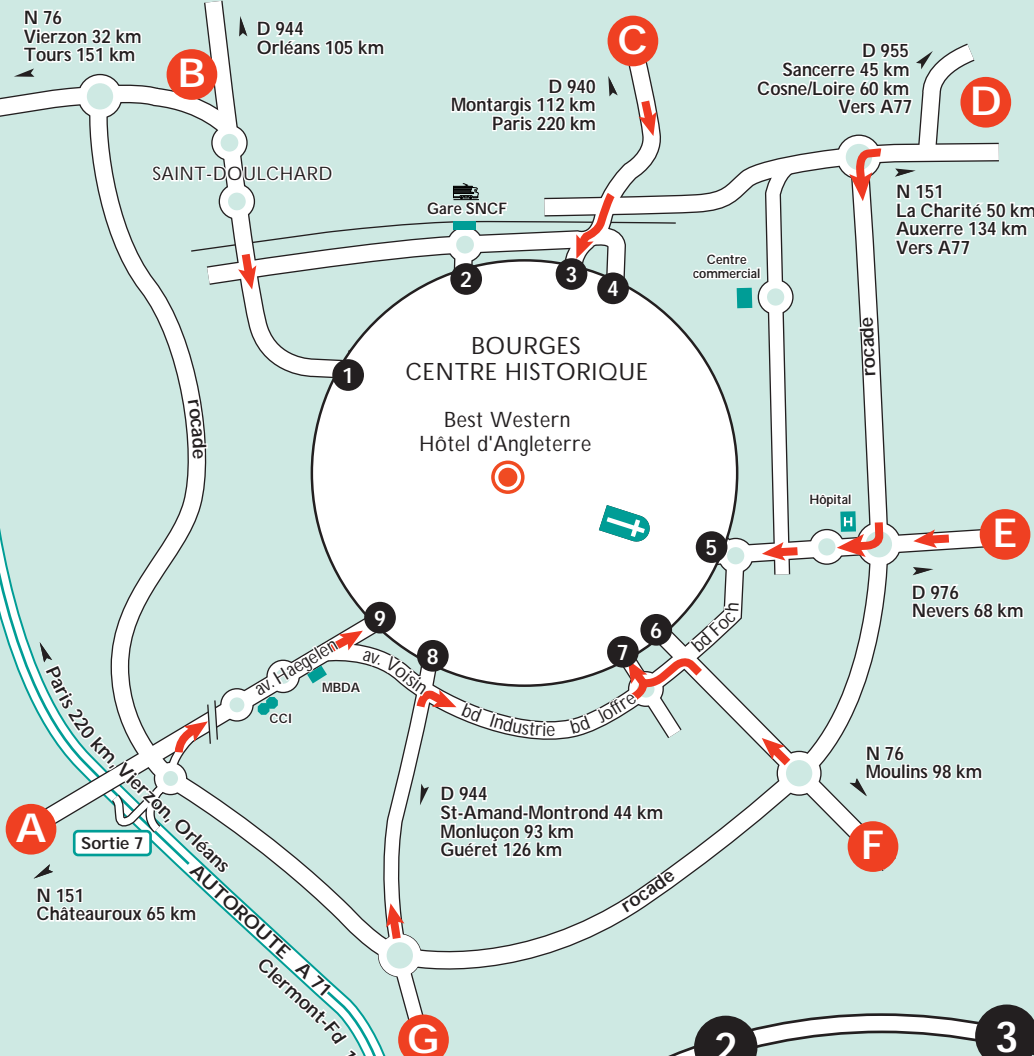 N 76
Vierzon 32 km
Tours 151 km
B
D 944
Orléans 105 km
C
D 940
Montargis 112 km
Paris 220 km
D 955
Sancerre 45 km
Cosne/Loire 60 km
Vers A77
D
SAINT-DOULCHARD
Gare SNCF
N 151
La Charité 50 km
Auxerre 134 km
Vers A77
Centre
commercial
2
3
4
1
BOURGES
CENTRE HISTORIQUE
Best Western
Hôtel d'Angleterre
rocade
rocade
Hôpital
H
5
E
D 976
Nevers 68 km
9
8
7
6
bd Foch
av. Haegelen
av. Voisin
bd Industrie
bd Joffre
MBDA
CCI
Paris 220 km, Vierzon, Orléans
A
Sortie 7
N 151
Châteauroux 65 km
D 944
St-Amand-Montrond 44 km
Monluçon 93 km
Guéret 126 km
N 76
Moulins 98 km
F
rocade
AUTOROUTE A 71
Clermont-Fd
G
2
3